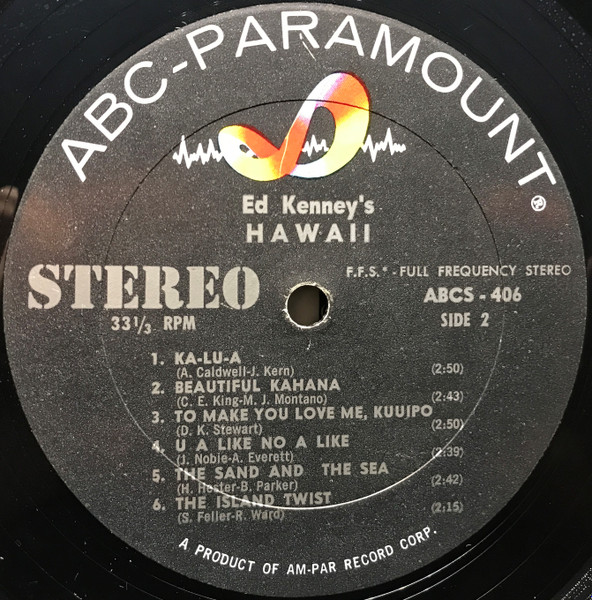 ABC-PARAMOUNT®
Ed Kenney's
HAWAII
STEREO
33 1/3 RPM
F.F.S.* - FULL FREQUENCY STEREO
ABCS - 406
SIDE 2
1. KA-LU-A
(A. Caldwell-J. Kern) (2:50)
2. BEAUTIFUL KAHANA
(C. E. King-M. J. Montano) (2:43)
3. TO MAKE YOU LOVE ME, KUUIPO
(D. K. Stewart) (2:50)
4. U A LIKE NO A LIKE
(J. Noble-A. Everett) (2:39)
5. THE SAND AND THE SEA
(H. Hester-B. Parker) (2:42)
6. THE ISLAND TWIST
(S. Feller-R. Ward) (2:15)
A PRODUCT OF AM-PAR RECORD CORP.